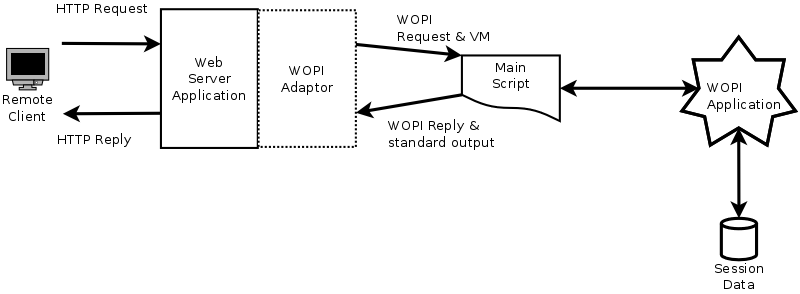 HTTP Request
Remote
Client
HTTP Reply
Web
Server
Application
WOPI
Adaptor
WOPI
Request & VM
WOPI Reply &
standard output
Main
Script
WOPI
Application
Session
Data